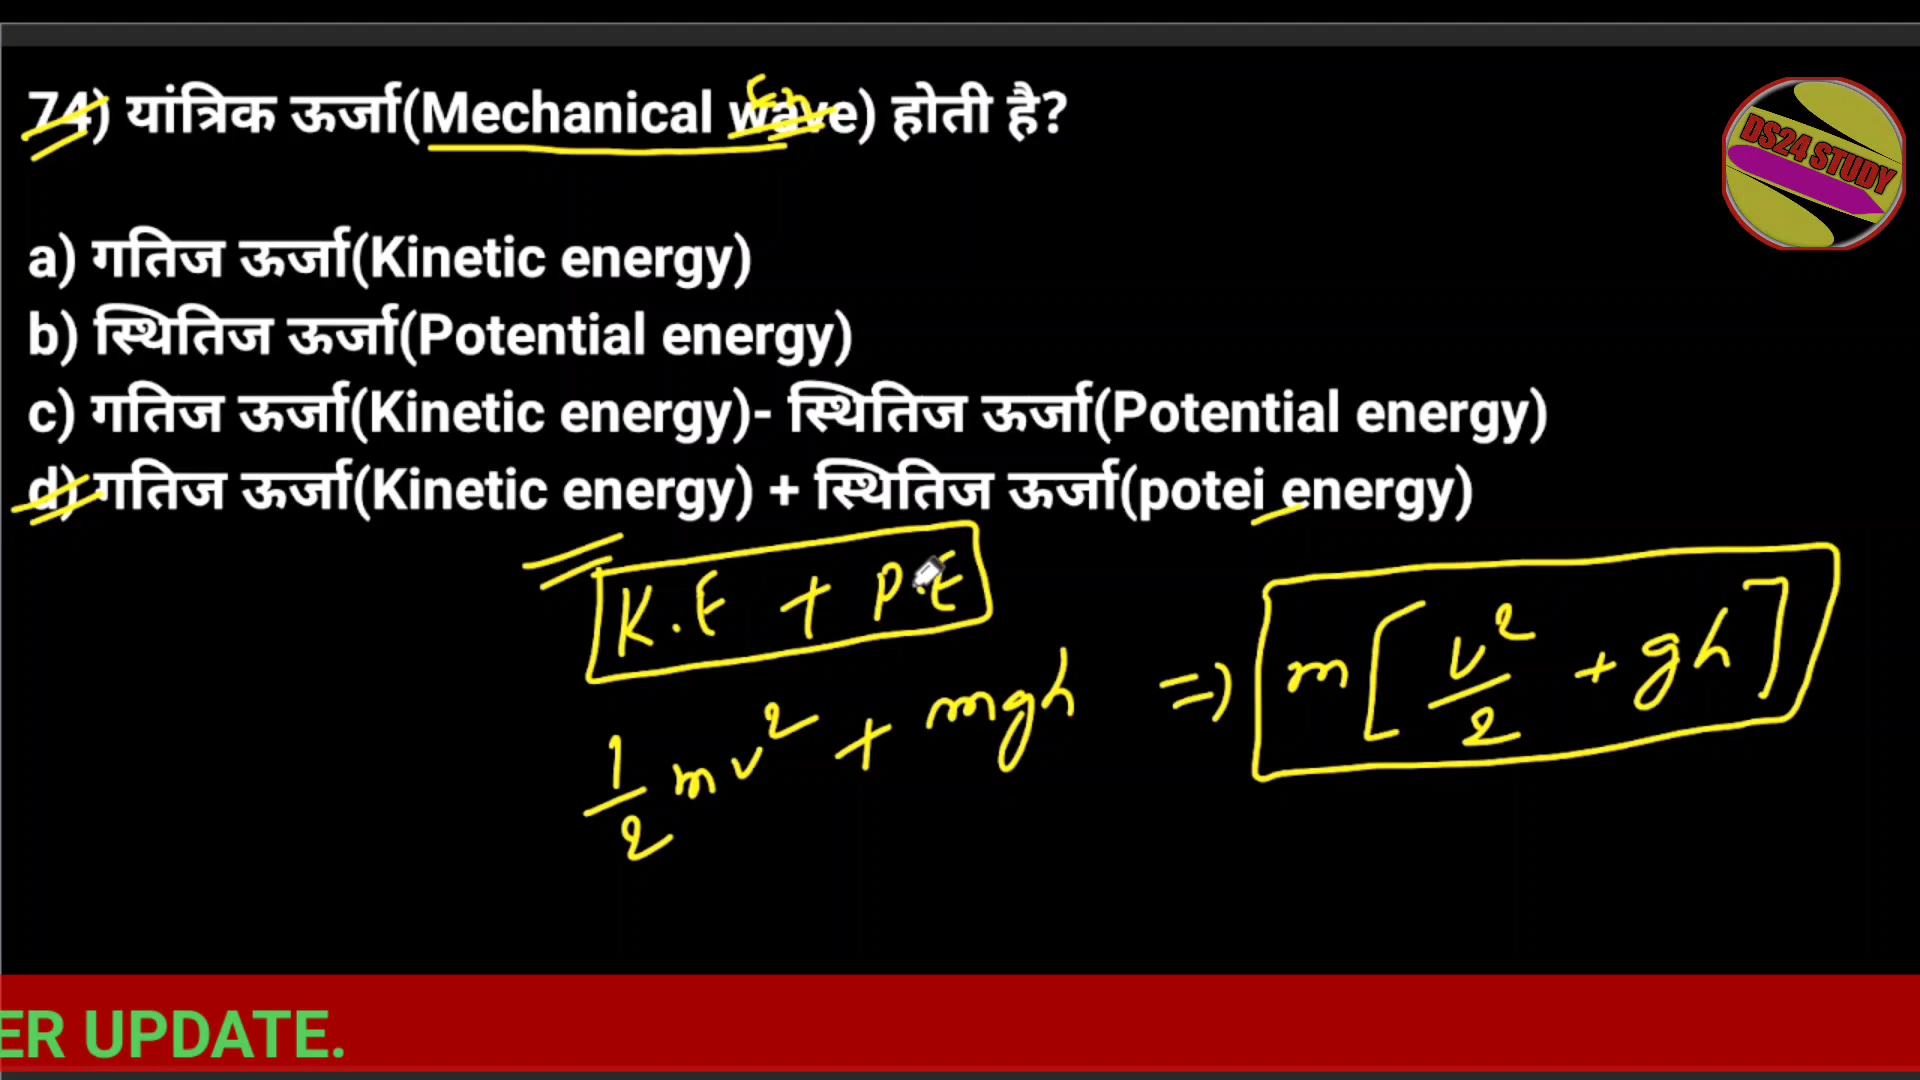 74) यांत्रिक ऊर्जा(Mechanical wave) होती है?
En
DS24 STUDY
a) गतिज ऊर्जा(Kinetic energy)
b) स्थितिज ऊर्जा(Potential energy)
c) गतिज ऊर्जा(Kinetic energy)- स्थितिज ऊर्जा(Potential energy)
d) गतिज ऊर्जा(Kinetic energy) + स्थितिज ऊर्जा(potei energy)
K.E + P.E
1/2 mv² + mgh => m[v²/2 + gh]
ER UPDATE.